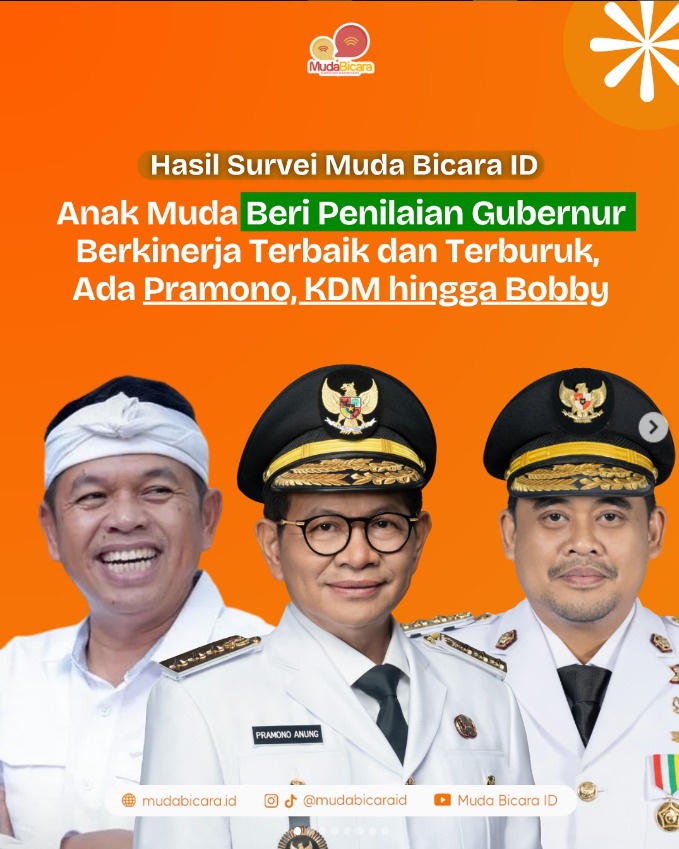 MudaBicara
Hasil Survei Muda Bicara ID
Anak Muda Beri Penilaian Gubernur
Berkinerja Terbaik dan Terburuk,
Ada Pramono, KDM hingga Bobby
PRAMONO ANUNG
mudabicara.id @mudabicaraid Muda Bicara ID